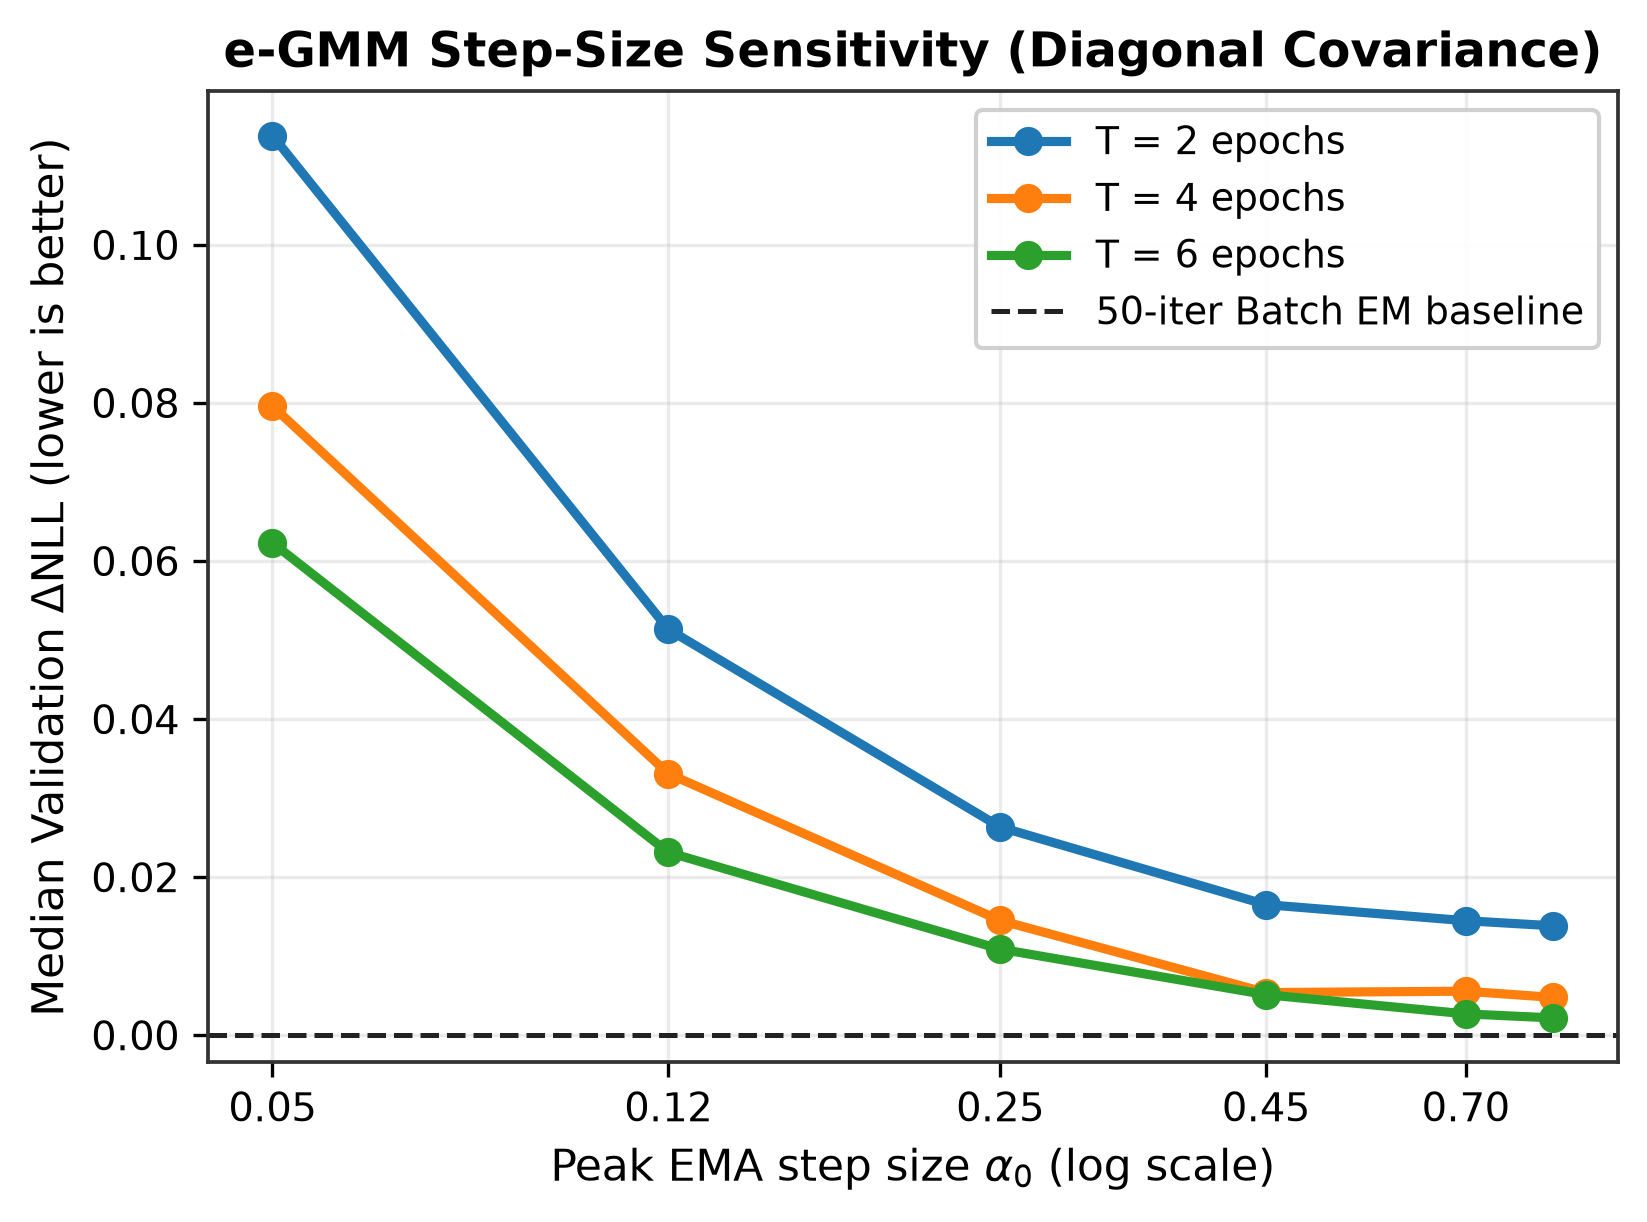 e-GMM Step-Size Sensitivity (Diagonal Covariance)
Median Validation ΔNLL (lower is better)
0.10
0.08
0.06
0.04
0.02
0.00
T = 2 epochs
T = 4 epochs
T = 6 epochs
50-iter Batch EM baseline
0.05 0.12 0.25 0.45 0.70
Peak EMA step size α₀ (log scale)